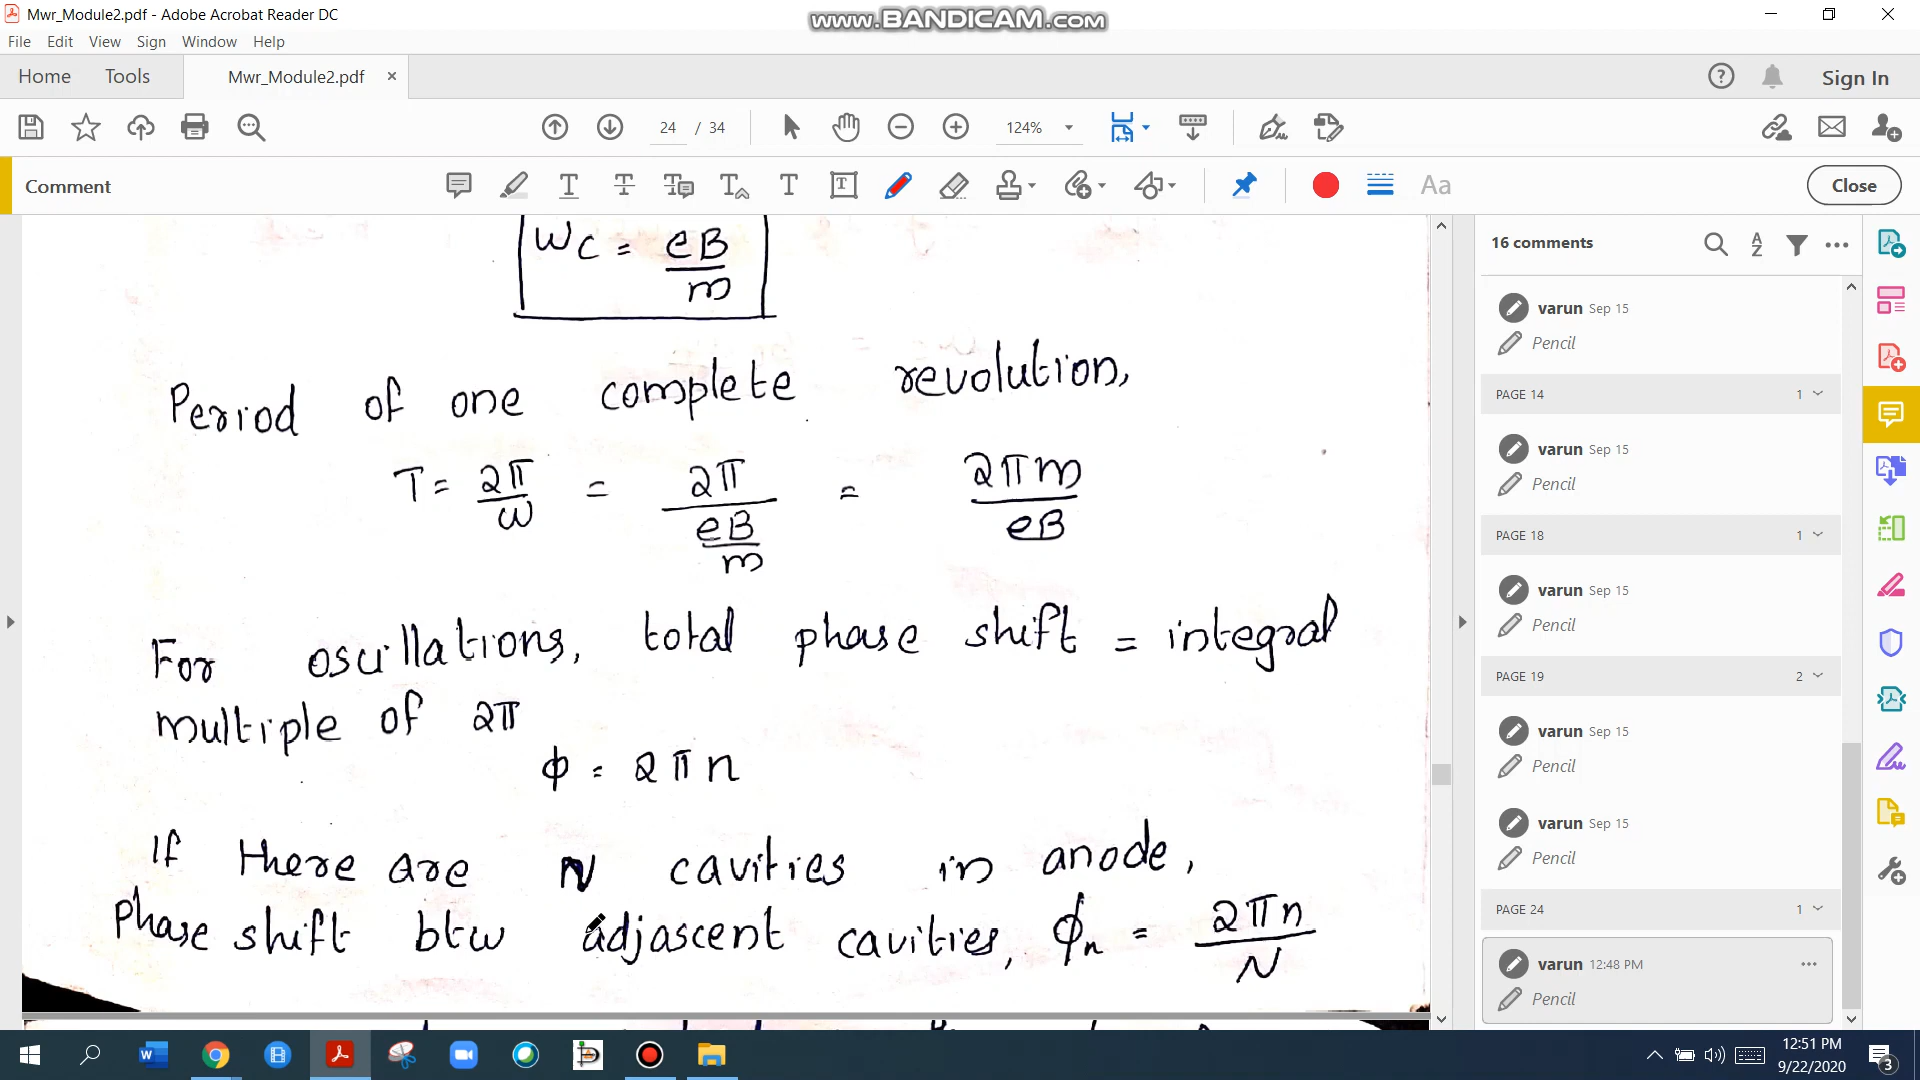 Mwr_Module2.pdf - Adobe Acrobat Reader DC
www.BANDICAM.com
File Edit View Sign Window Help
Home Tools Mwr_Module2.pdf × Sign In
24 / 34 124%
Comment Aa Close
ωc = eB/m
Period of one complete revolution,
T = 2π/ω = 2π/(eB/m) = 2πm/eB
For oscillations, total phase shift = integral
multiple of 2π
ϕ = 2πn
If there are N cavities in anode,
Phase shift btw adjascent cavities, ϕn = 2πn/N
16 comments
varun Sep 15
Pencil
PAGE 14 1
varun Sep 15
Pencil
PAGE 18 1
varun Sep 15
Pencil
PAGE 19 2
varun Sep 15
Pencil
varun Sep 15
Pencil
PAGE 24 1
varun 12:48 PM
Pencil
12:51 PM
9/22/2020
3